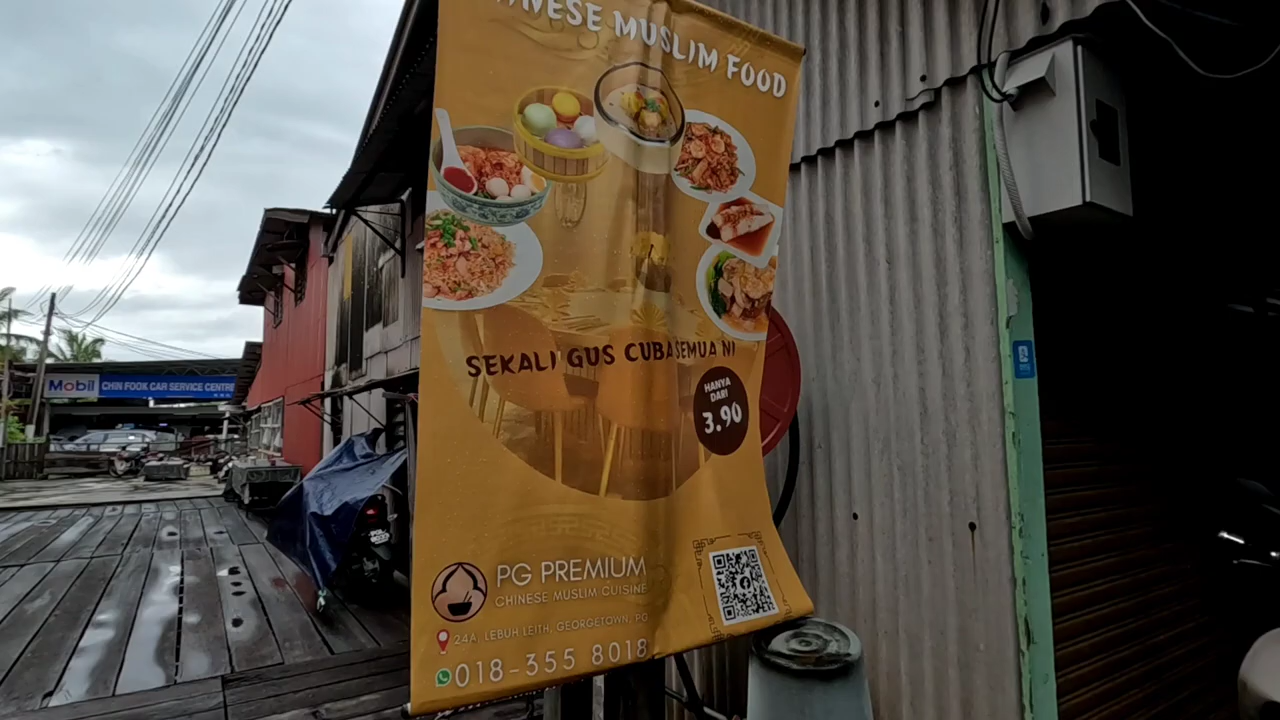 CHINESE MUSLIM FOOD
SEKALI GUS CUBA SEMUA NI
HANYA
DARI
3.90
PG PREMIUM
CHINESE MUSLIM CUISINE
24A, LEBUH LEITH, GEORGETOWN, PG
018-355 8018
Mobil
CHIN FOOK CAR SERVICE CENTRE